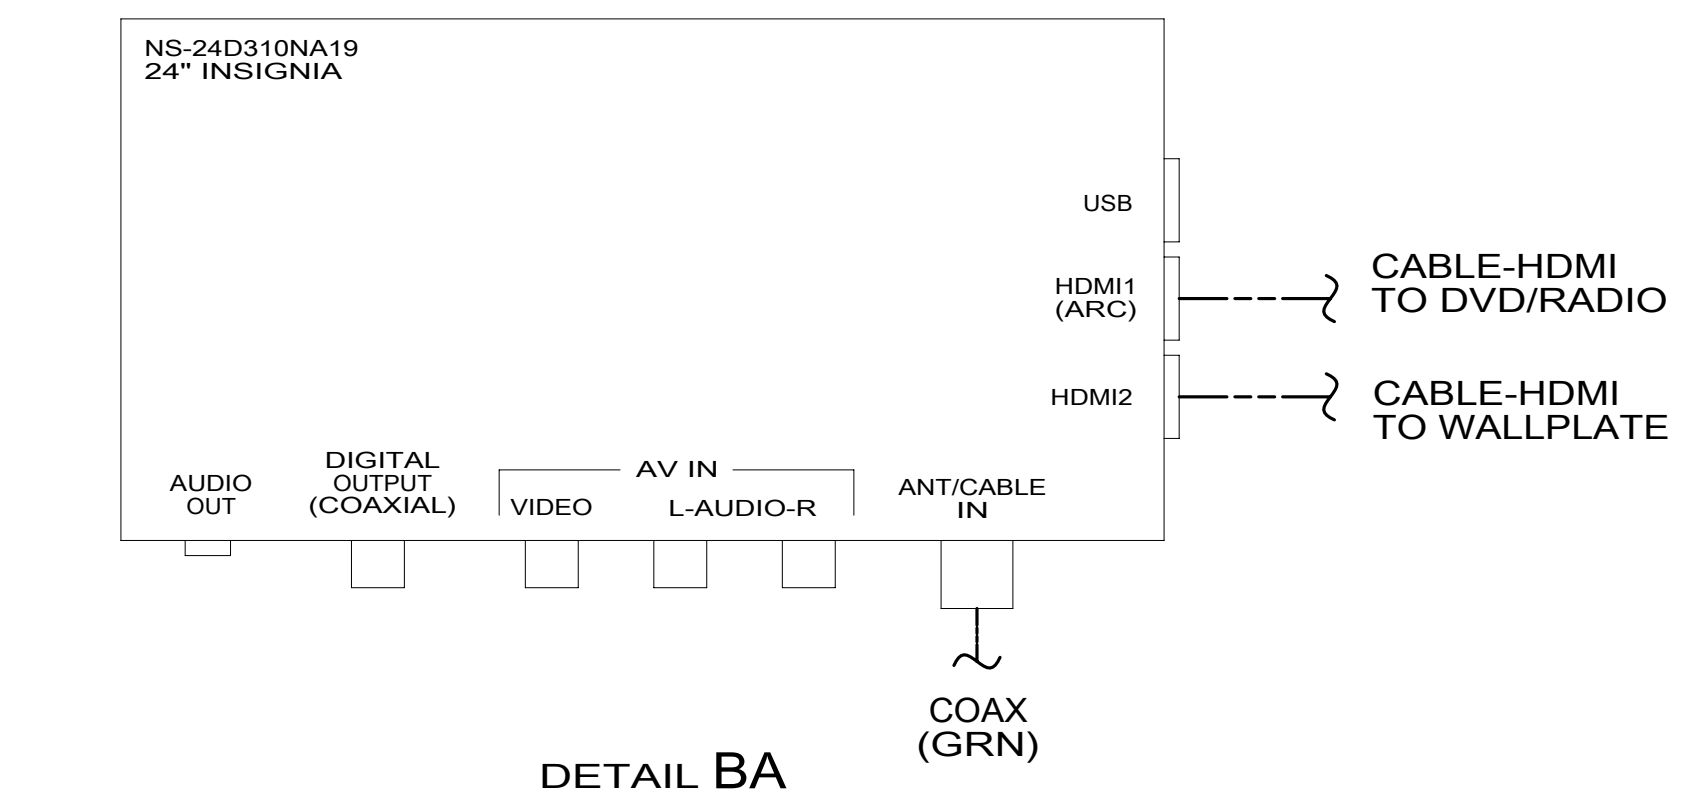 NS-24D310NA19
24" INSIGNIA
USB
HDMI1
(ARC)
CABLE-HDMI
TO DVD/RADIO
HDMI2
CABLE-HDMI
TO WALLPLATE
AUDIO
OUT
DIGITAL
OUTPUT
(COAXIAL)
AV IN
VIDEO
L-AUDIO-R
ANT/CABLE
IN
COAX
(GRN)
DETAIL BA